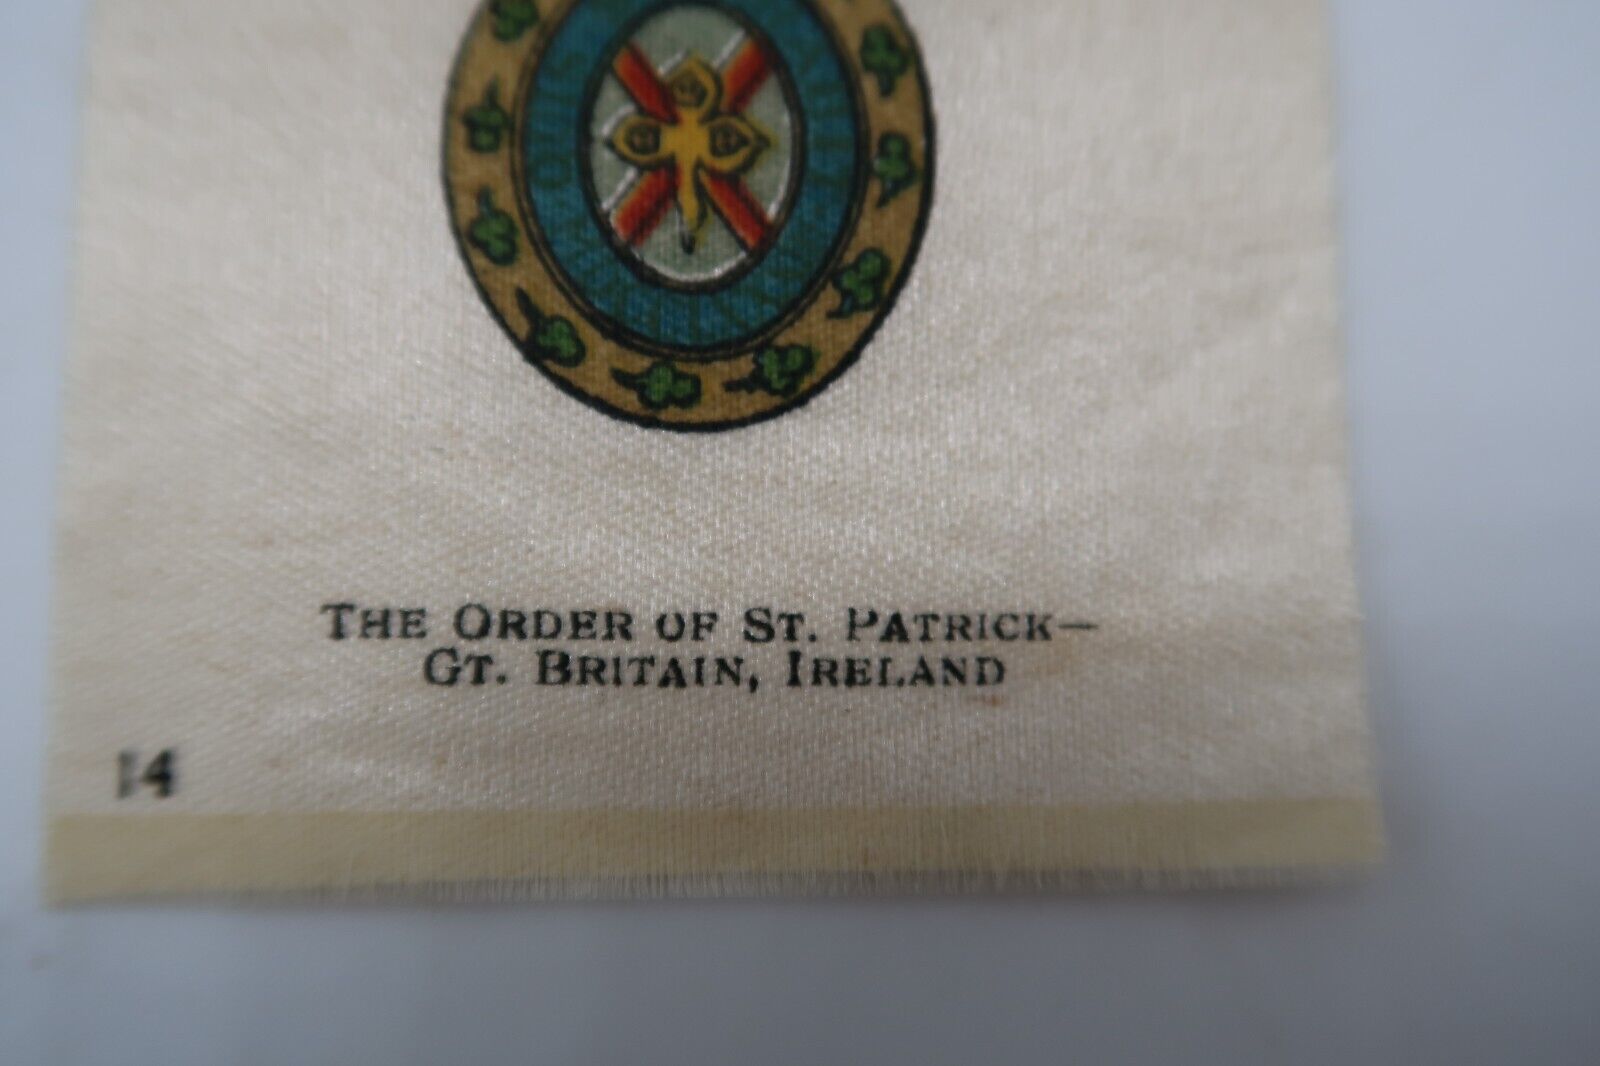 THE ORDER OF ST. PATRICK—
GT. BRITAIN, IRELAND
14